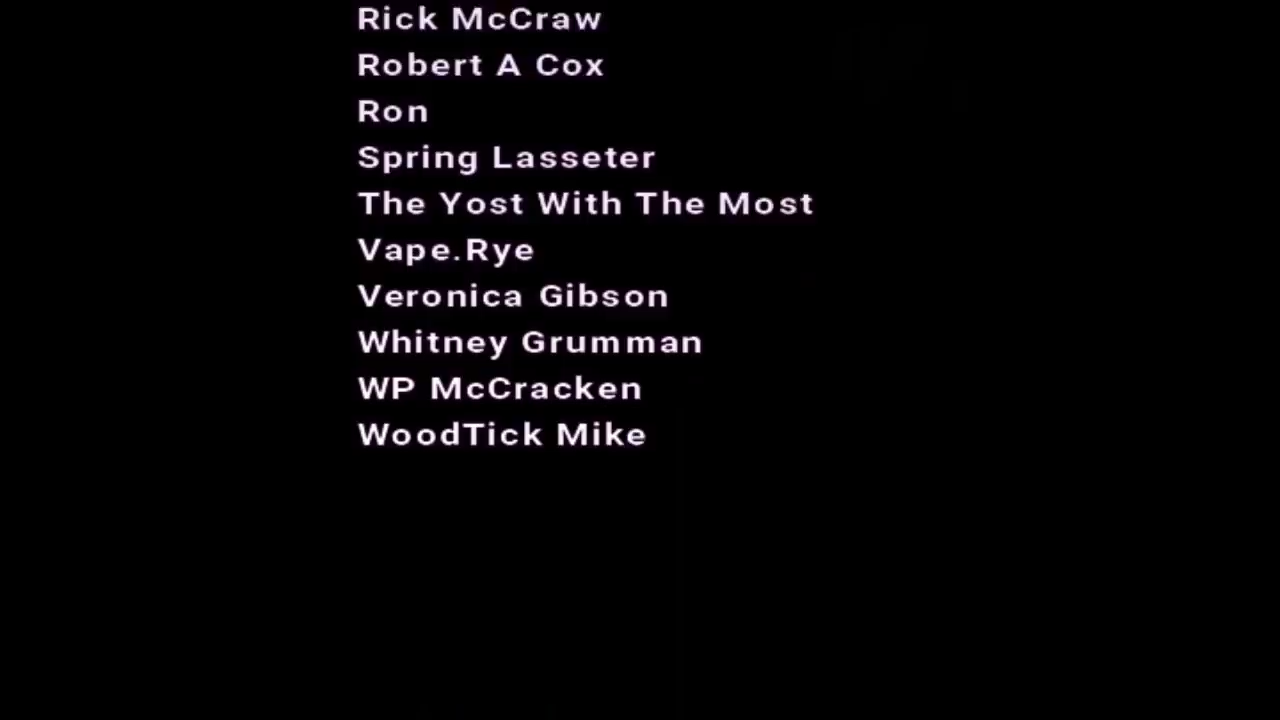 Rick McCraw
Robert A Cox
Ron
Spring Lasseter
The Yost With The Most
Vape.Rye
Veronica Gibson
Whitney Grumman
WP McCracken
WoodTick Mike